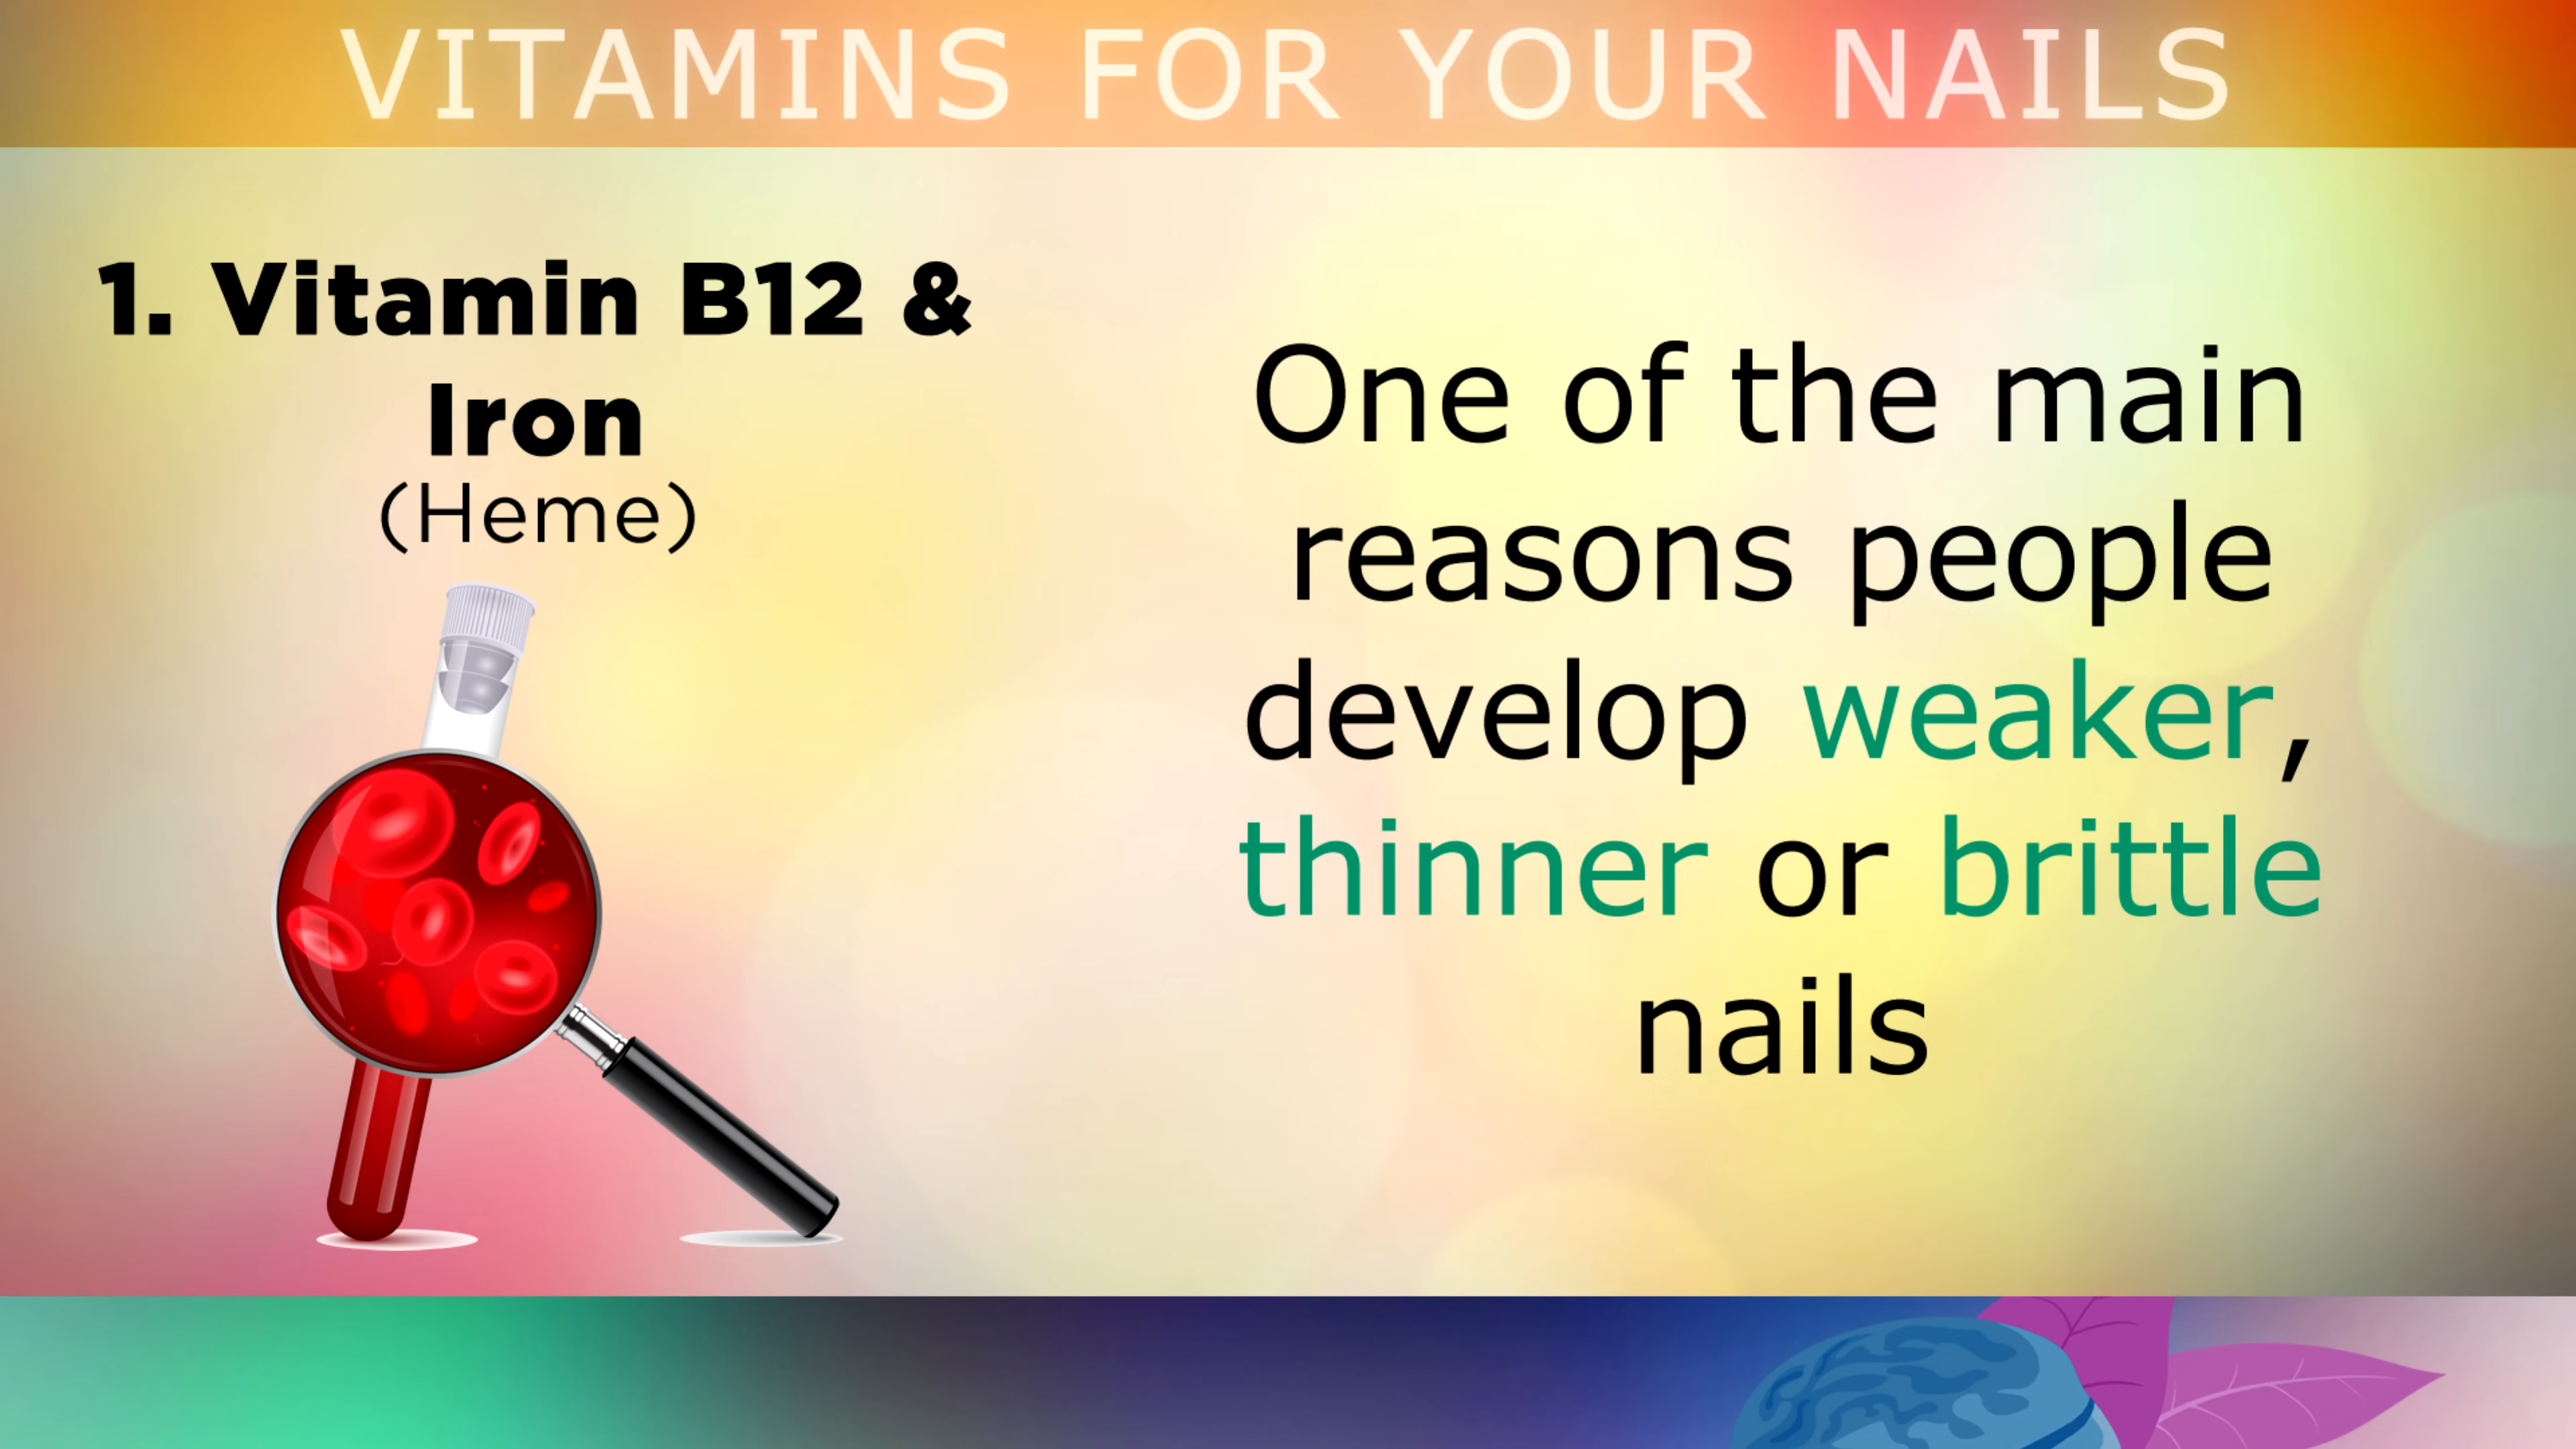 VITAMINS FOR YOUR NAILS
1. Vitamin B12 &
Iron
(Heme)
One of the main
reasons people
develop weaker,
thinner or brittle
nails